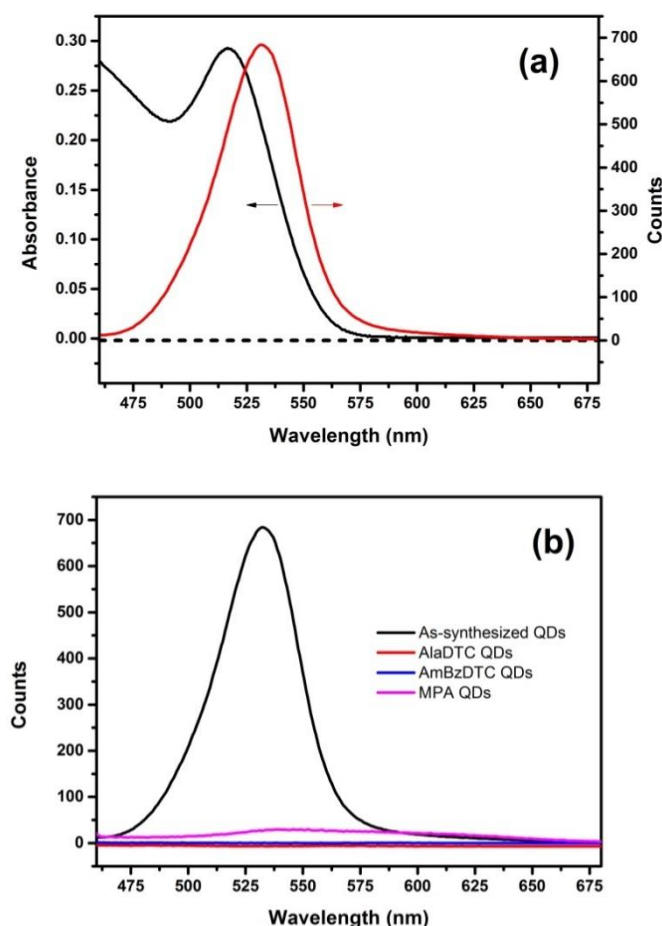 (a)
0.30
0.25
0.20
0.15
0.10
0.05
0.00
Absorbance
700
600
500
400
300
200
100
0
Counts
475 500 525 550 575 600 625 650 675
Wavelength (nm)
(b)
700
600
500
400
300
200
100
0
Counts
As-synthesized QDs
AlaDTC QDs
AmBzDTC QDs
MPA QDs
475 500 525 550 575 600 625 650 675
Wavelength (nm)